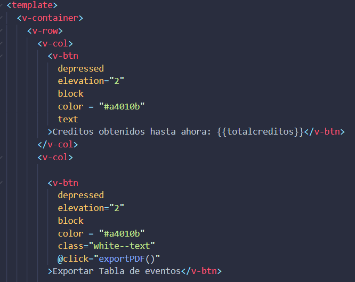 <template>
<v-container>
<v-row>
<v-col>
<v-btn
depressed
elevation="2"
block
color = "#a4010b"
text
>Creditos obtenidos hasta ahora: {{totalcreditos}}</v-btn>
</v-col>
<v-col>
<v-btn
depressed
elevation="2"
block
color = "#a4010b"
class="white--text"
@click="exportPDF()"
>Exportar Tabla de eventos</v-btn>